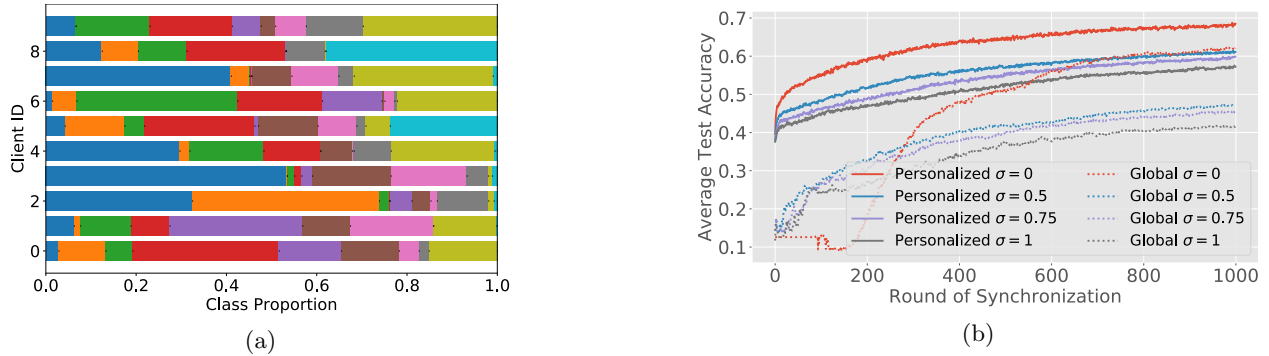 8
6
4
2
0
Client ID
0.0 0.2 0.4 0.6 0.8 1.0
Class Proportion
(a)
0.7
0.6
0.5
0.4
0.3
0.2
0.1
Average Test Accuracy
Personalized σ = 0 Global σ = 0
Personalized σ = 0.5 Global σ = 0.5
Personalized σ = 0.75 Global σ = 0.75
Personalized σ = 1 Global σ = 1
0 200 400 600 800 1000
Round of Synchronization
(b)